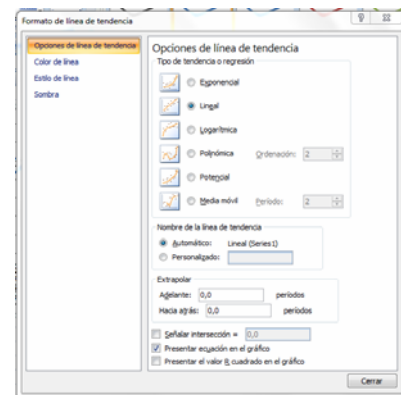 Formato de línea de tendencia
Opciones de línea de tendencia
Color de línea
Estilo de línea
Sombra
Opciones de línea de tendencia
Tipo de tendencia o regresión
Exponencial
Lineal
Logarítmica
Polinómica Ordenación: 2
Potencial
Media móvil Período: 2
Nombre de la línea de tendencia
Automático: Lineal (Series1)
Personalizado:
Extrapolar
Adelante: 0,0 períodos
Hacia atrás: 0,0 períodos
Señalar intersección = 0,0
Presentar ecuación en el gráfico
Presentar el valor R cuadrado en el gráfico
Cerrar